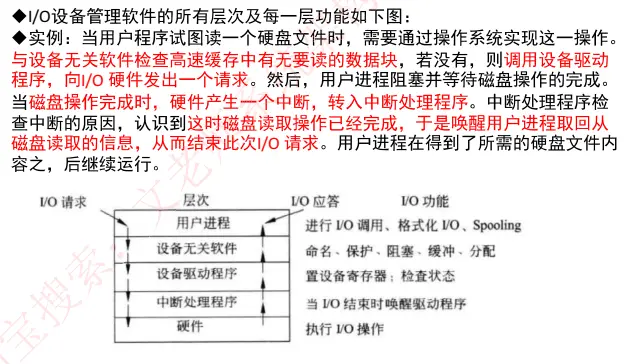 ◆I/O设备管理软件的所有层次及每一层功能如下图：
◆实例：当用户程序试图读一个硬盘文件时，需要通过操作系统实现这一操作。
与设备无关软件检查高速缓存中有无要读的数据块，若没有，则调用设备驱动
程序，向I/O 硬件发出一个请求。然后，用户进程阻塞并等待磁盘操作的完成。
当磁盘操作完成时，硬件产生一个中断，转入中断处理程序。中断处理程序检
查中断的原因，认识到这时磁盘读取操作已经完成，于是唤醒用户进程取回从
磁盘读取的信息，从而结束此次I/O 请求。用户进程在得到了所需的硬盘文件内
容之，后继续运行。
I/O 请求 层次 I/O 应答 I/O 功能
用户进程 进行 I/O 调用、格式化 I/O、Spooling
设备无关软件 命名、保护、阻塞、缓冲、分配
设备驱动程序 置设备寄存器；检查状态
中断处理程序 当 I/O 结束时唤醒驱动程序
硬件 执行 I/O 操作
宝搜索：文老